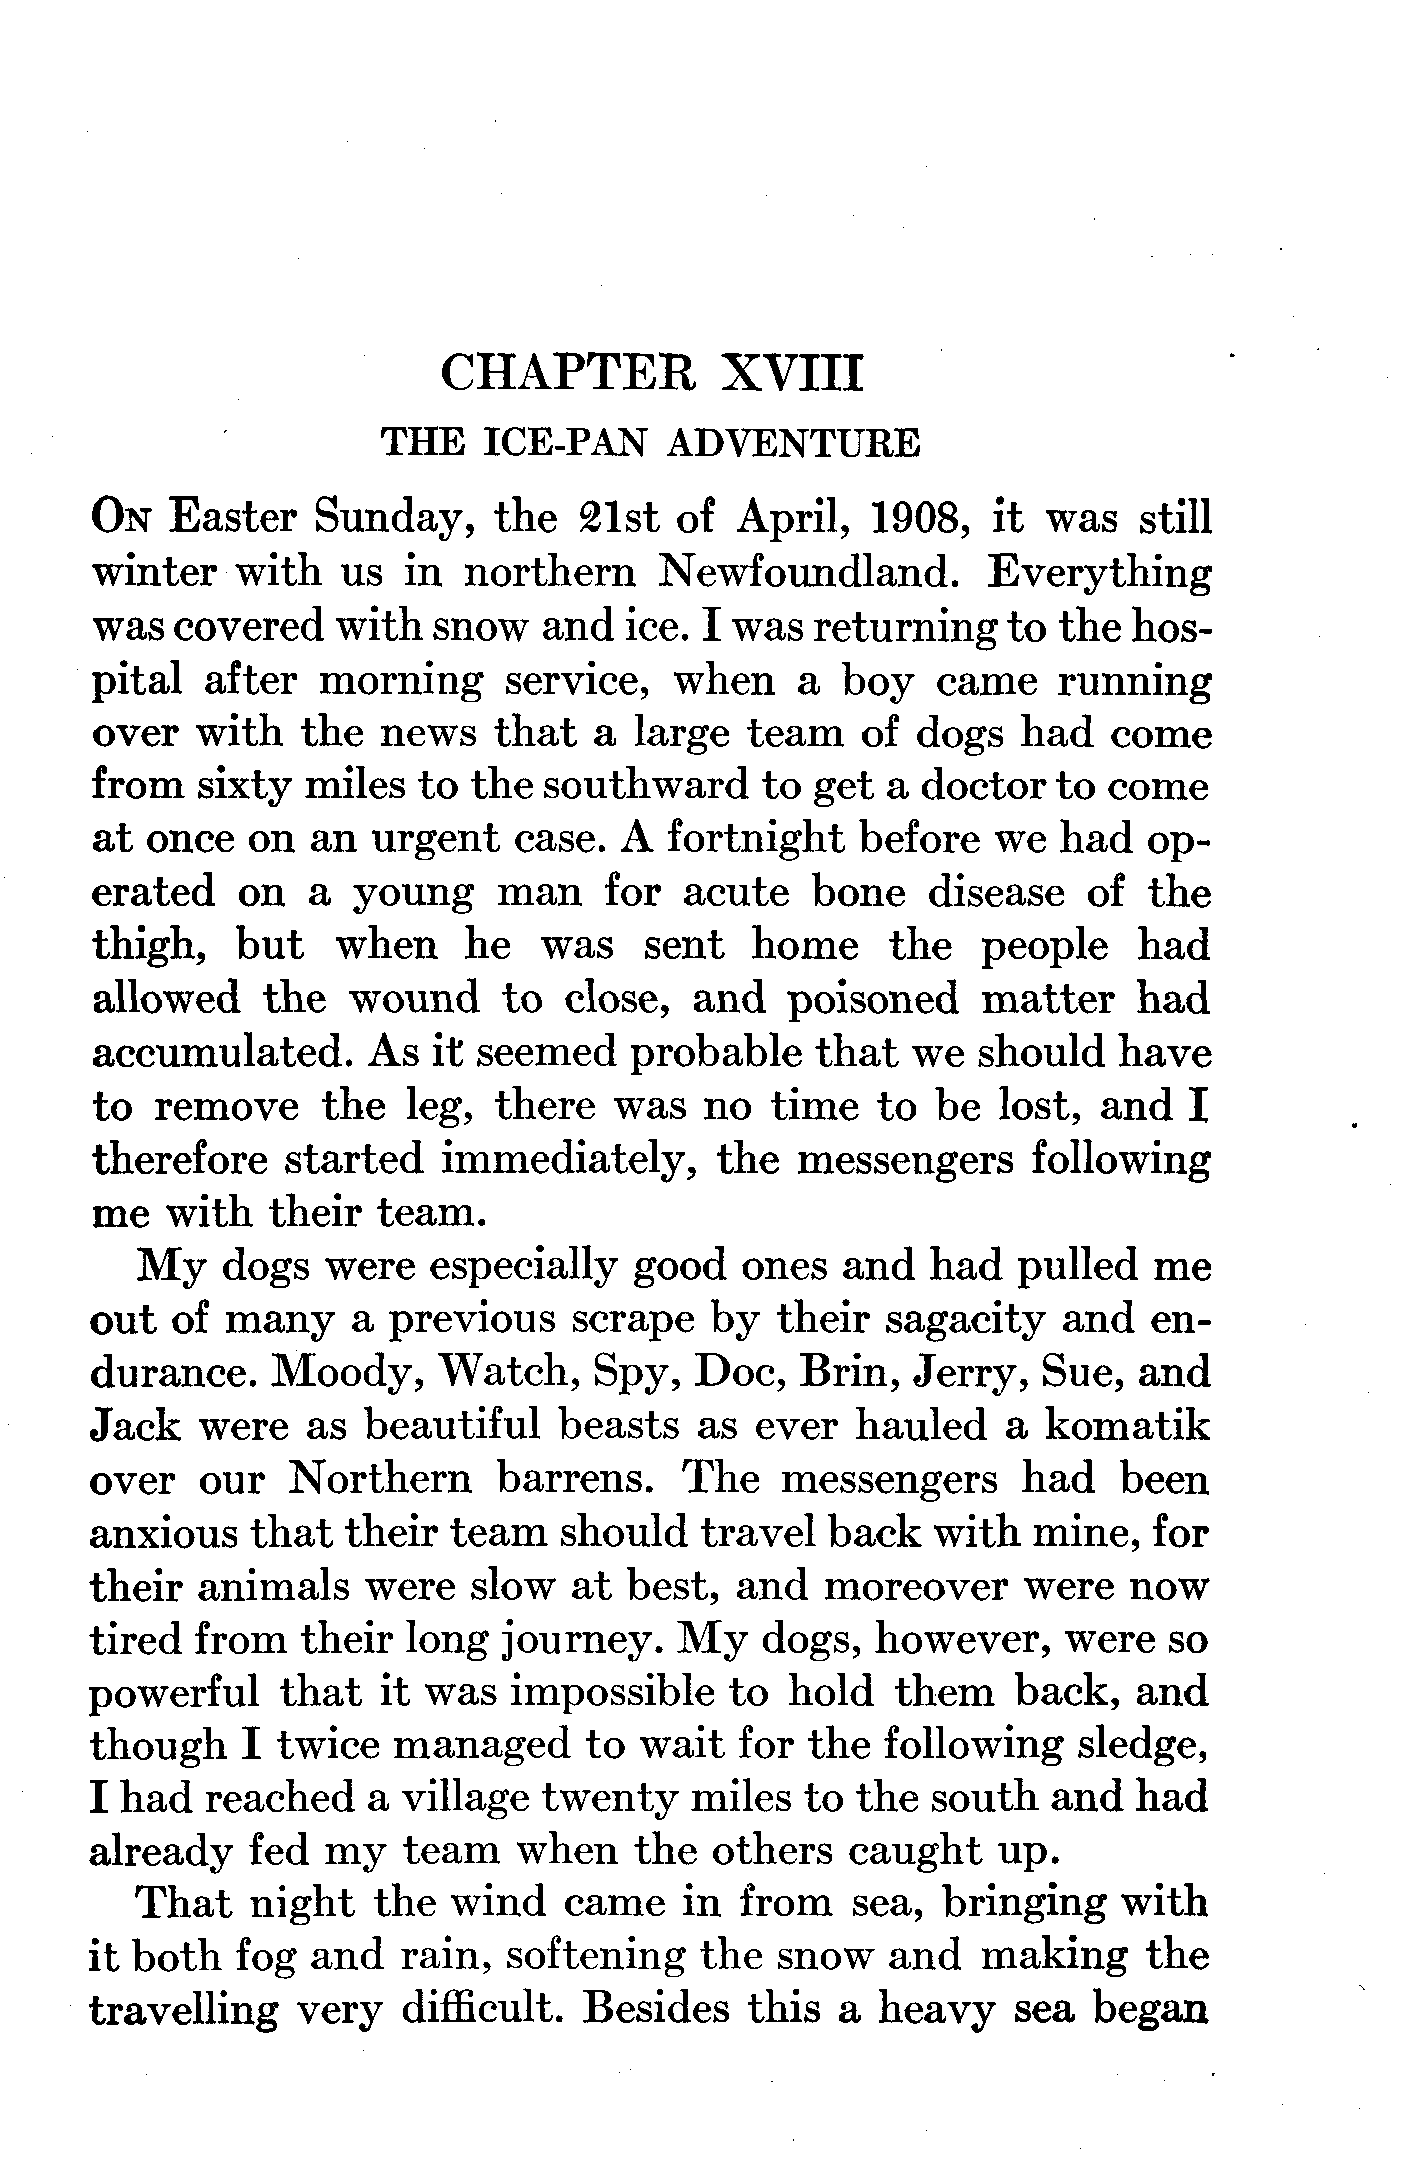 CHAPTER XVIII
THE ICE-PAN ADVENTURE
ON Easter Sunday, the 21st of April, 1908, it was still
winter with us in northern Newfoundland. Everything
was covered with snow and ice. I was returning to the hos-
pital after morning service, when a boy came running
over with the news that a large team of dogs had come
from sixty miles to the southward to get a doctor to come
at once on an urgent case. A fortnight before we had op-
erated on a young man for acute bone disease of the
thigh, but when he was sent home the people had
allowed the wound to close, and poisoned matter had
accumulated. As it seemed probable that we should have
to remove the leg, there was no time to be lost, and I
therefore started immediately, the messengers following
me with their team.
My dogs were especially good ones and had pulled me
out of many a previous scrape by their sagacity and en-
durance. Moody, Watch, Spy, Doc, Brin, Jerry, Sue, and
Jack were as beautiful beasts as ever hauled a komatik
over our Northern barrens. The messengers had been
anxious that their team should travel back with mine, for
their animals were slow at best, and moreover were now
tired from their long journey. My dogs, however, were so
powerful that it was impossible to hold them back, and
though I twice managed to wait for the following sledge,
I had reached a village twenty miles to the south and had
already fed my team when the others caught up.
That night the wind came in from sea, bringing with
it both fog and rain, softening the snow and making the
travelling very difficult. Besides this a heavy sea began